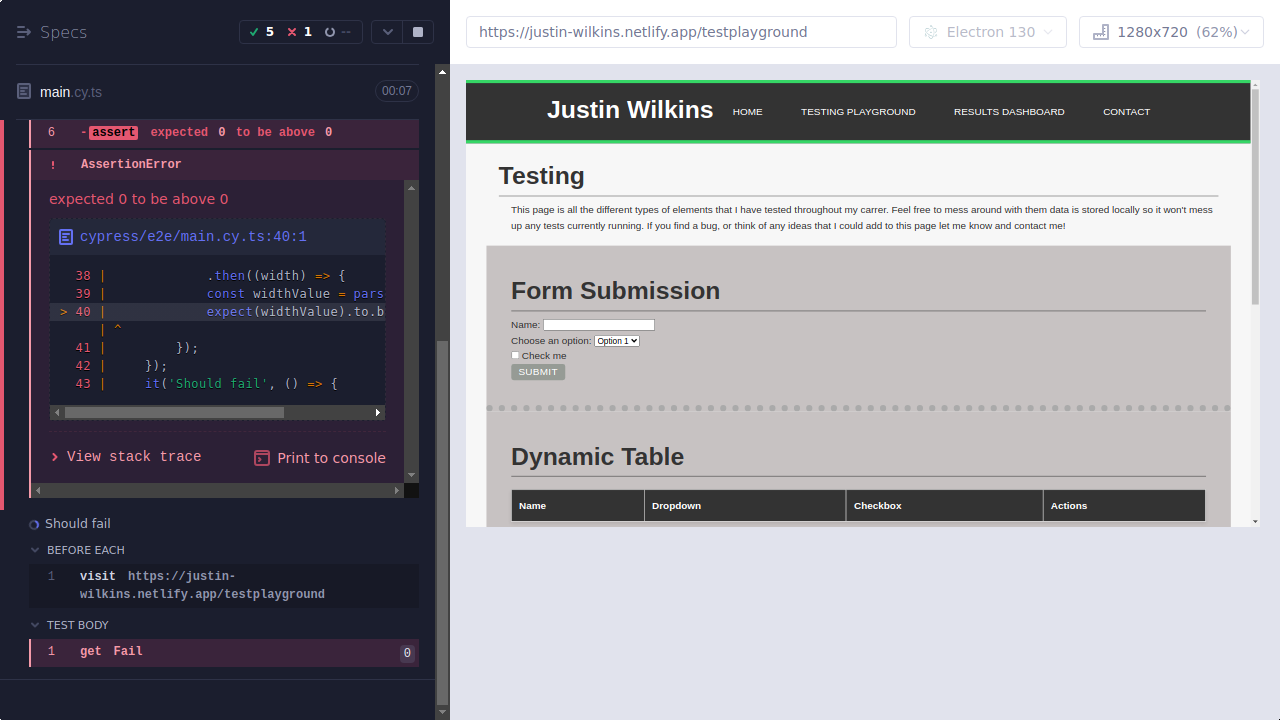 Specs
5
1
--
main.cy.ts
00:07
6 -assert expected 0 to be above 0
! AssertionError
expected 0 to be above 0
cypress/e2e/main.cy.ts:40:1
38 | .then((width) => {
39 | const widthValue = pars
> 40 | expect(widthValue).to.b
| ^
41 | });
42 | });
43 | it('Should fail', () => {
View stack trace
Print to console
Should fail
BEFORE EACH
1 visit https://justin-
wilkins.netlify.app/testplayground
TEST BODY
1 get Fail 0
https://justin-wilkins.netlify.app/testplayground
Electron 130
1280x720 (62%)
Justin Wilkins
HOME
TESTING PLAYGROUND
RESULTS DASHBOARD
CONTACT
Testing
This page is all the different types of elements that I have tested throughout my carrer. Feel free to mess around with them data is stored locally so it won't mess
up any tests currently running. If you find a bug, or think of any ideas that I could add to this page let me know and contact me!
Form Submission
Name:
Choose an option: Option 1
Check me
SUBMIT
Dynamic Table
Name Dropdown Checkbox Actions